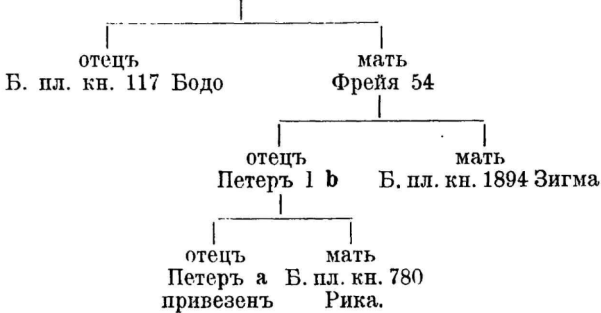 отецъ мать
Б. пл. кн. 117 Бодо Фрейя 54
отецъ мать
Петеръ 1 b Б. пл. кн. 1894 Зигма
отецъ мать
Петеръ а Б. пл. кн. 780
привезенъ Рика.